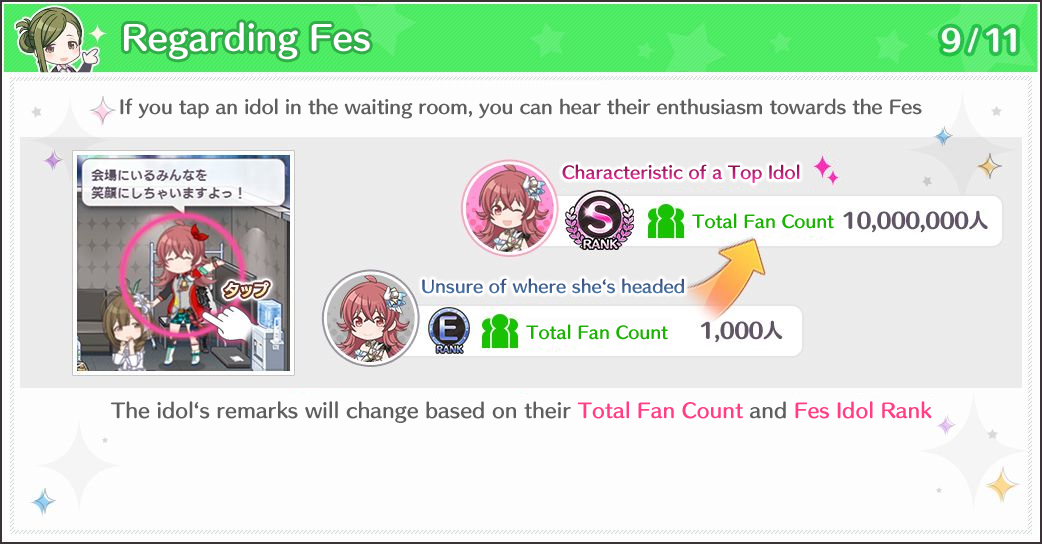 Regarding Fes
9/11
If you tap an idol in the waiting room, you can hear their enthusiasm towards the Fes
会場にいるみんなを
笑顔にしちゃいますよっ！
タップ
Characteristic of a Top Idol
S
RANK
Total Fan Count 10,000,000人
Unsure of where she's headed
E
RANK
Total Fan Count 1,000人
The idol's remarks will change based on their Total Fan Count and Fes Idol Rank